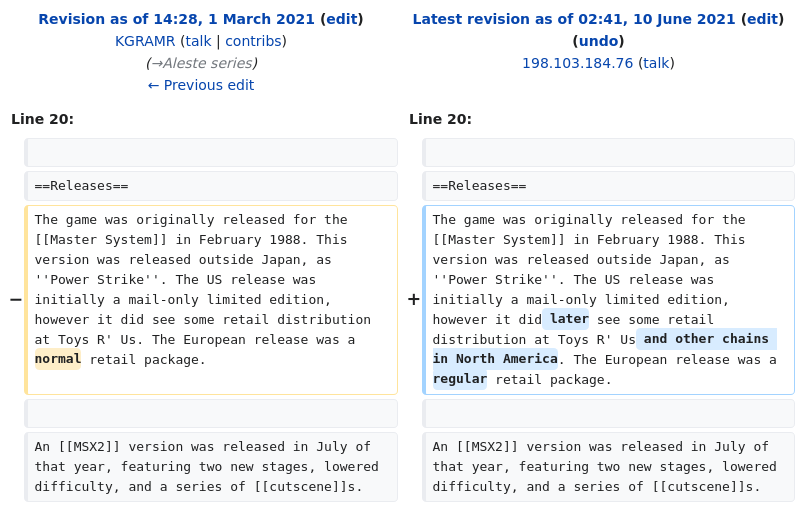 Revision as of 14:28, 1 March 2021 (edit)
KGRAMR (talk | contribs)
(→Aleste series)
← Previous edit
Latest revision as of 02:41, 10 June 2021 (edit)
(undo)
198.103.184.76 (talk)
Line 20:
Line 20:
==Releases==
==Releases==
−
The game was originally released for the
[[Master System]] in February 1988. This
version was released outside Japan, as
''Power Strike''. The US release was
initially a mail-only limited edition,
however it did see some retail distribution
at Toys R' Us. The European release was a
normal retail package.
+
The game was originally released for the
[[Master System]] in February 1988. This
version was released outside Japan, as
''Power Strike''. The US release was
initially a mail-only limited edition,
however it did later see some retail
distribution at Toys R' Us and other chains
in North America. The European release was a
regular retail package.
An [[MSX2]] version was released in July of
that year, featuring two new stages, lowered
difficulty, and a series of [[cutscene]]s.
An [[MSX2]] version was released in July of
that year, featuring two new stages, lowered
difficulty, and a series of [[cutscene]]s.